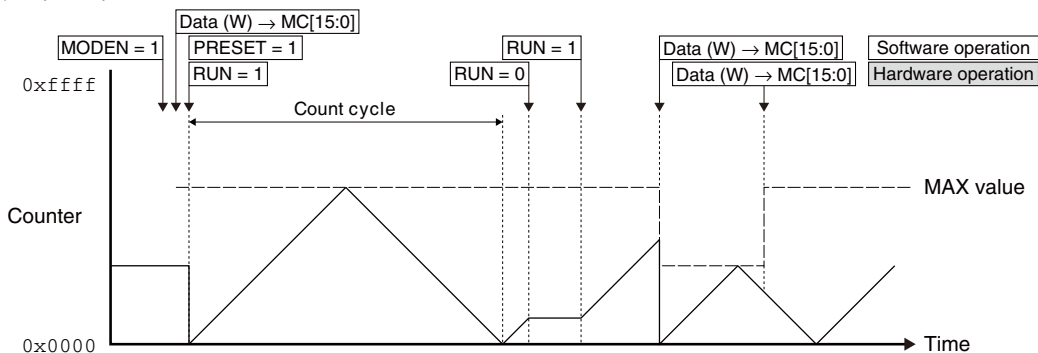 Data (W) → MC[15:0]
MODEN = 1
PRESET = 1
RUN = 1
RUN = 1
RUN = 0
Data (W) → MC[15:0]
Data (W) → MC[15:0]
Software operation
Hardware operation
0xffff
Count cycle
MAX value
Counter
0x0000
Time